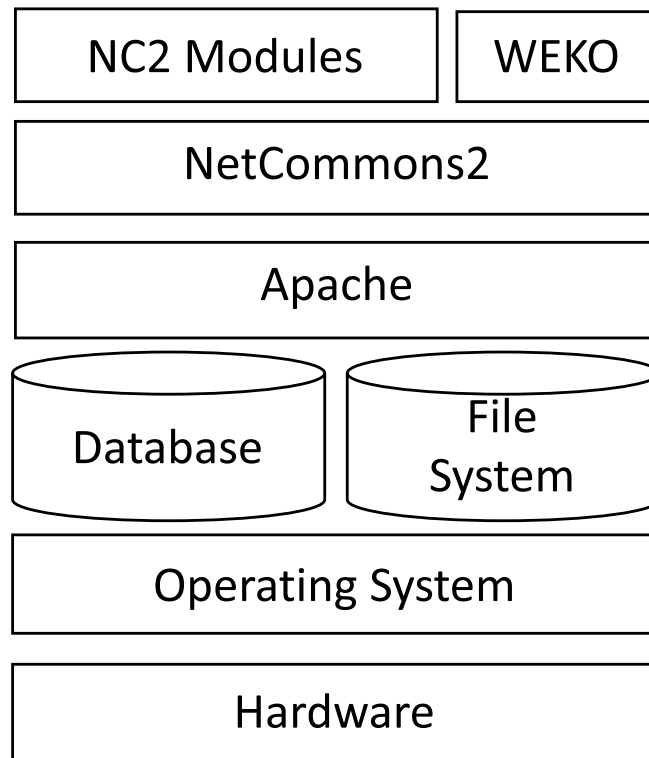 NC2 Modules WEKO
NetCommons2
Apache
Database
File
System
Operating System
Hardware